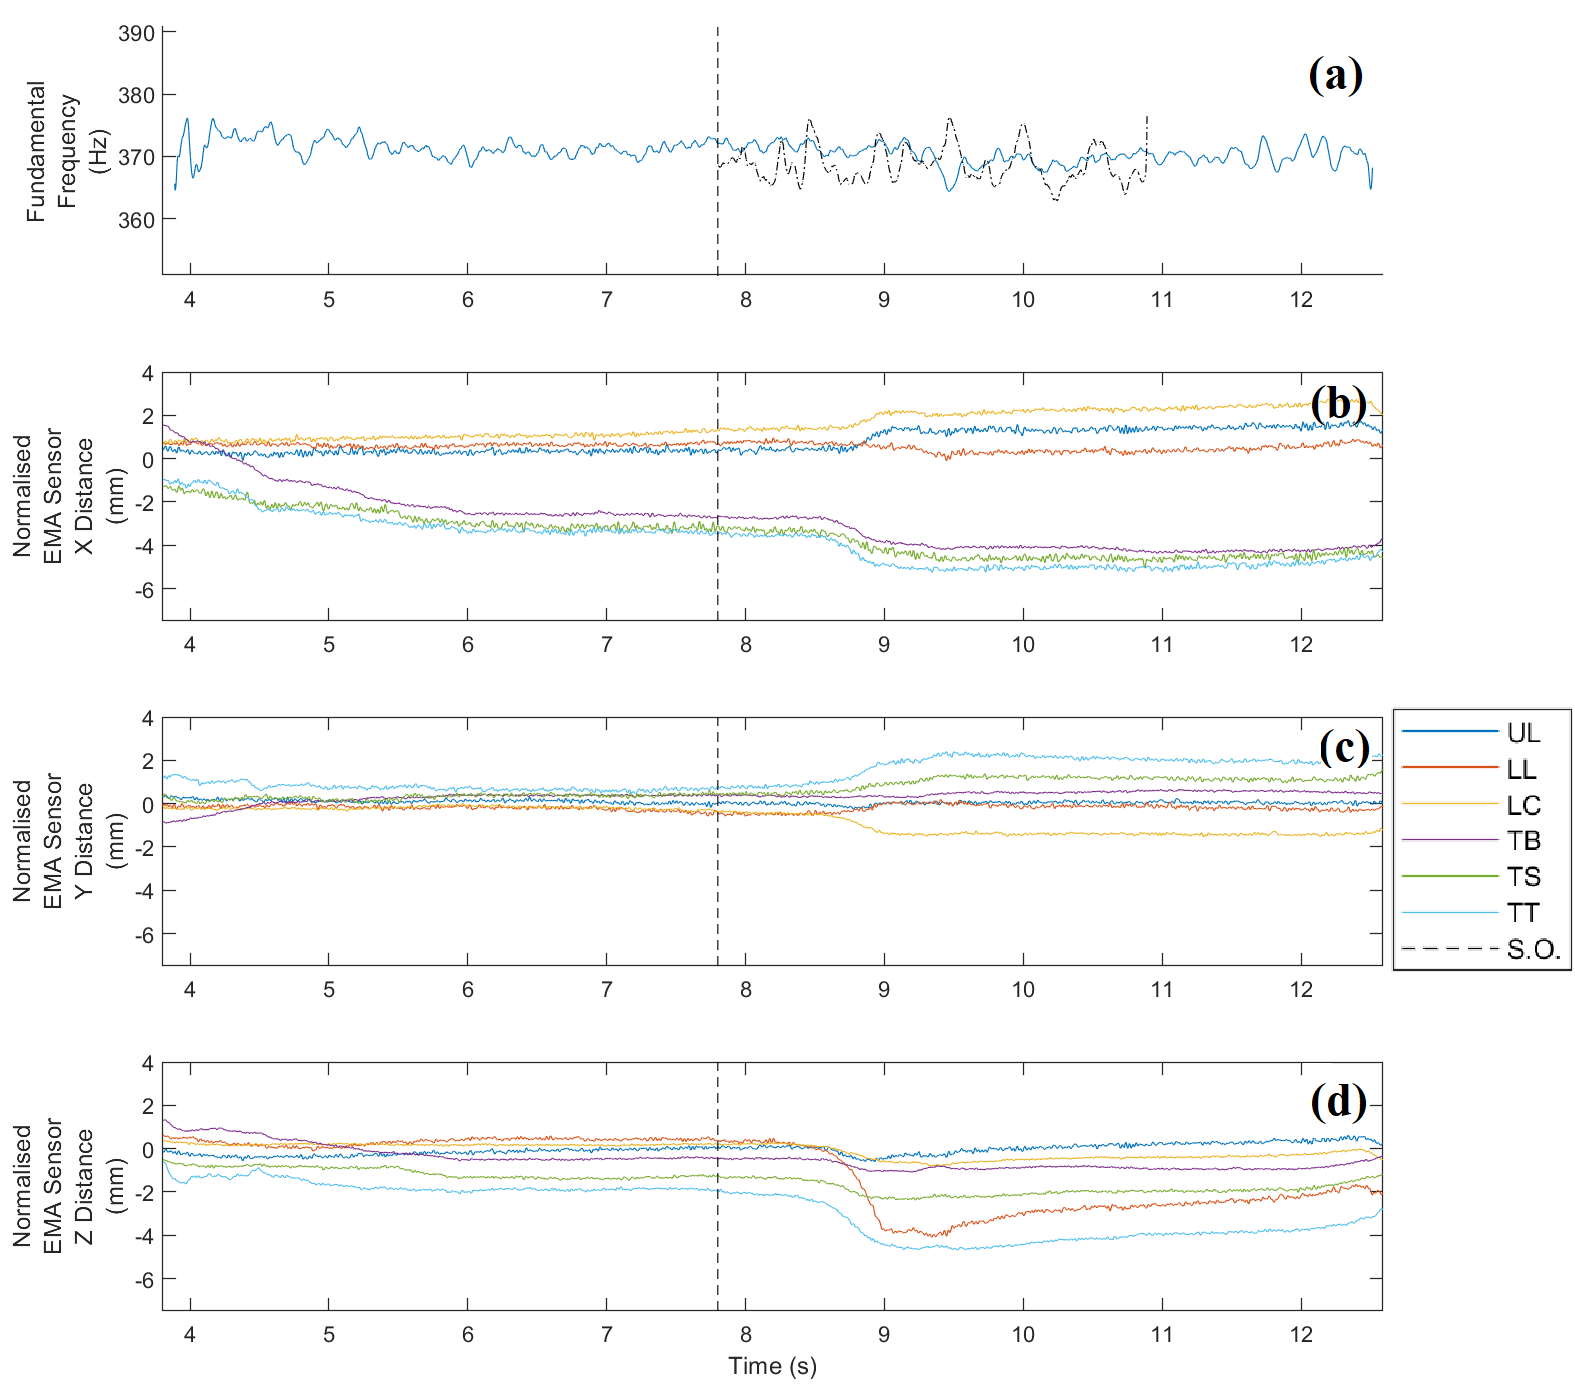 390
380
370
360
Fundamental
Frequency
(Hz)
(a)
4 5 6 7 8 9 10 11 12
4
2
0
-2
-4
-6
Normalised
EMA Sensor
X Distance
(mm)
(b)
4 5 6 7 8 9 10 11 12
4
2
0
-2
-4
-6
Normalised
EMA Sensor
Y Distance
(mm)
(c)
4 5 6 7 8 9 10 11 12
UL
LL
LC
TB
TS
TT
S.O.
4
2
0
-2
-4
-6
Normalised
EMA Sensor
Z Distance
(mm)
(d)
4 5 6 7 8 9 10 11 12
Time (s)